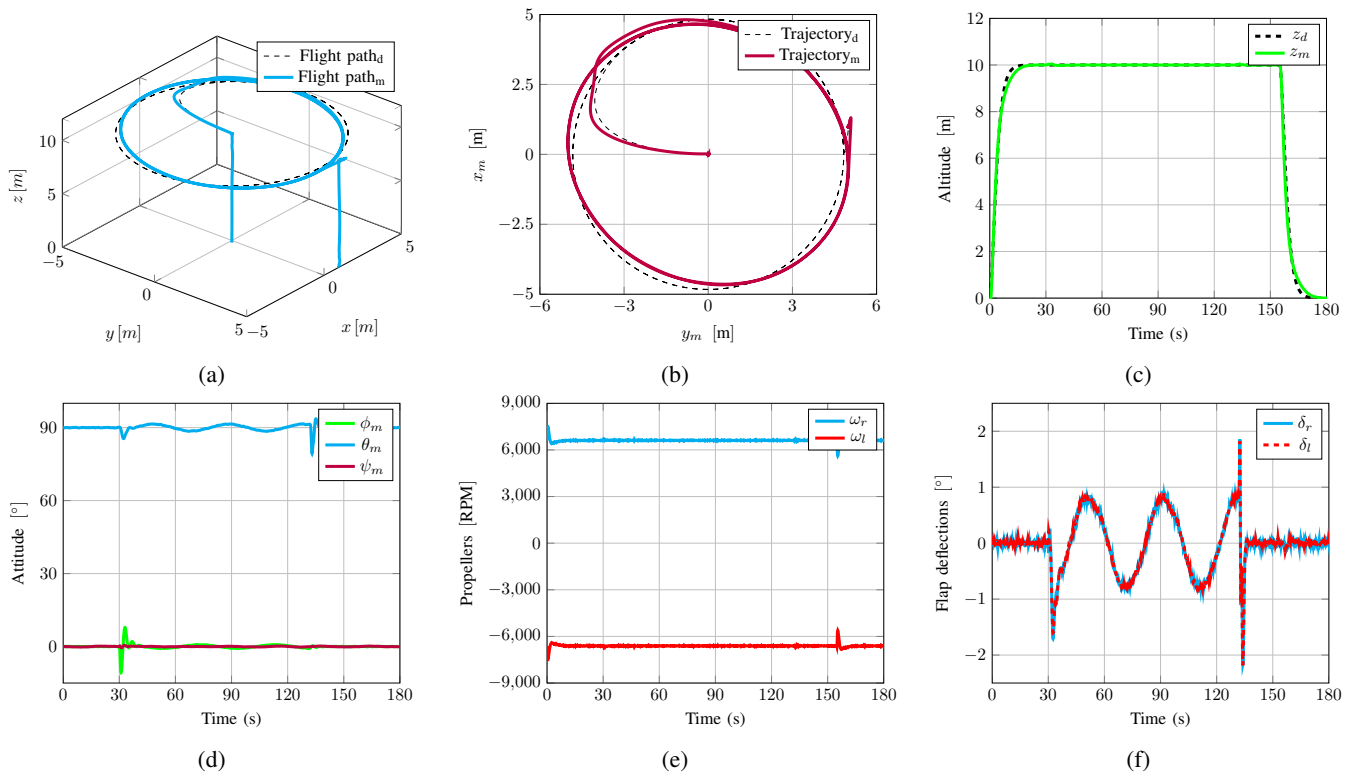 Flight path_d
Flight path_m
z [m]
10
5
0
−5
0
5
−5
0
5
y [m]
x [m]
(a)
Trajectory_d
Trajectory_m
x_m [m]
5
2.5
0
−2.5
−5
−6
−3
0
3
6
y_m [m]
(b)
z_d
z_m
Altitude [m]
12
10
8
6
4
2
0
0
30
60
90
120
150
180
Time (s)
(c)
ϕ_m
θ_m
ψ_m
Attitude [°]
90
60
30
0
0
30
60
90
120
150
180
Time (s)
(d)
ω_r
ω_l
Propellers [RPM]
9,000
6,000
3,000
0
−3,000
−6,000
−9,000
0
30
60
90
120
150
180
Time (s)
(e)
δ_r
δ_l
Flap deflections [°]
2
1
0
−1
−2
0
30
60
90
120
150
180
Time (s)
(f)